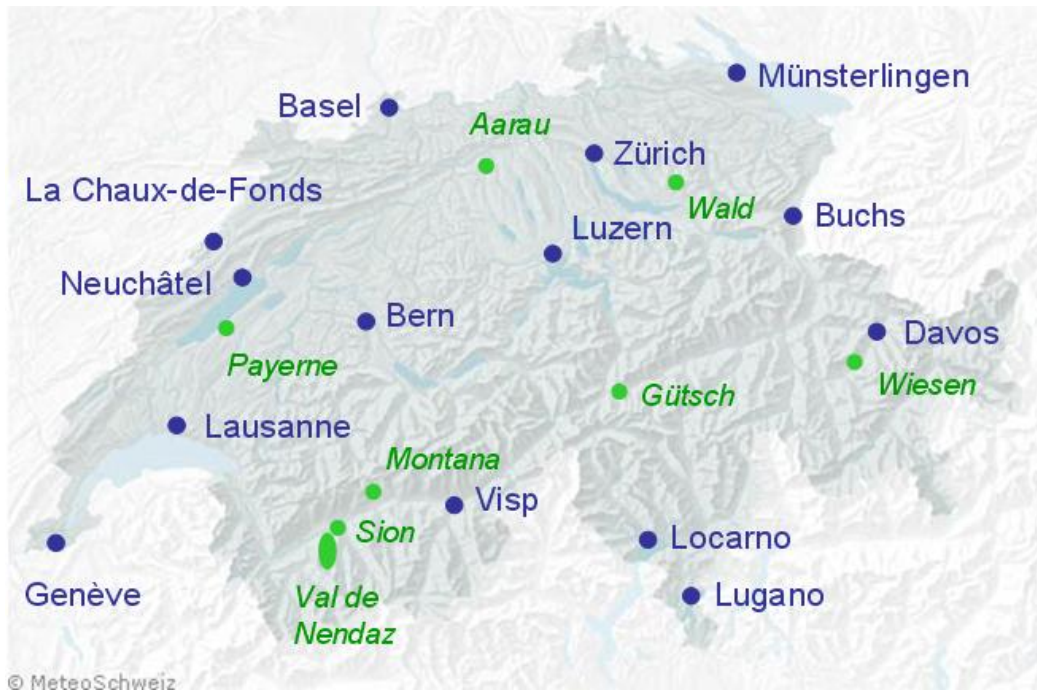 Münsterlingen
Basel
Aarau
Zürich
La Chaux-de-Fonds
Wald
Buchs
Luzern
Neuchâtel
Bern
Davos
Payerne
Gütsch
Wiesen
Lausanne
Montana
Visp
Sion
Locarno
Genève
Val de
Nendaz
Lugano
© MeteoSchweiz